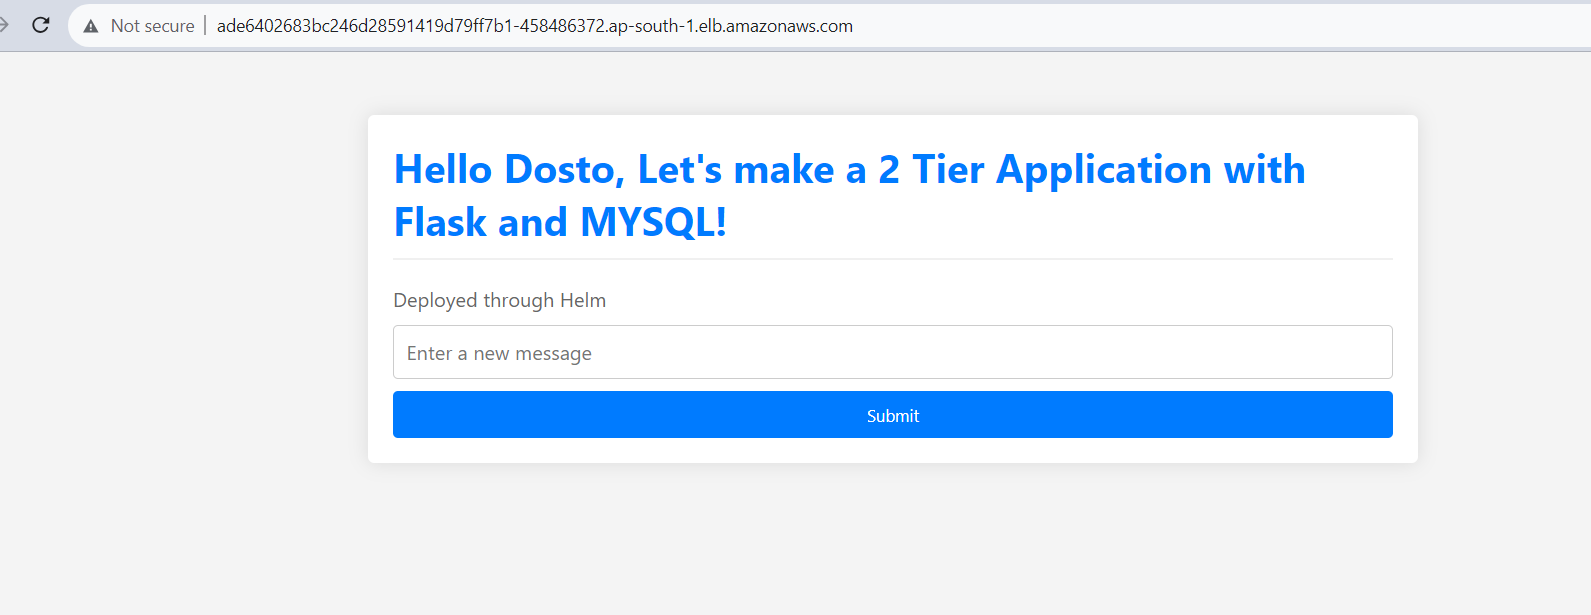 Not secure
ade6402683bc246d28591419d79ff7b1-458486372.ap-south-1.elb.amazonaws.com
Hello Dosto, Let's make a 2 Tier Application with
Flask and MYSQL!
Deployed through Helm
Enter a new message
Submit